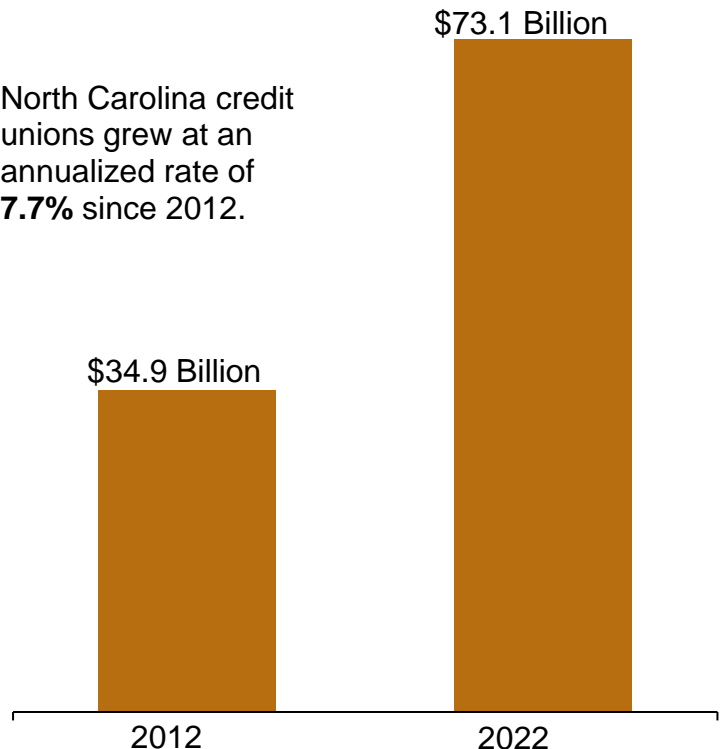 $73.1 Billion
North Carolina credit
unions grew at an
annualized rate of
7.7% since 2012.
$34.9 Billion
2012
2022